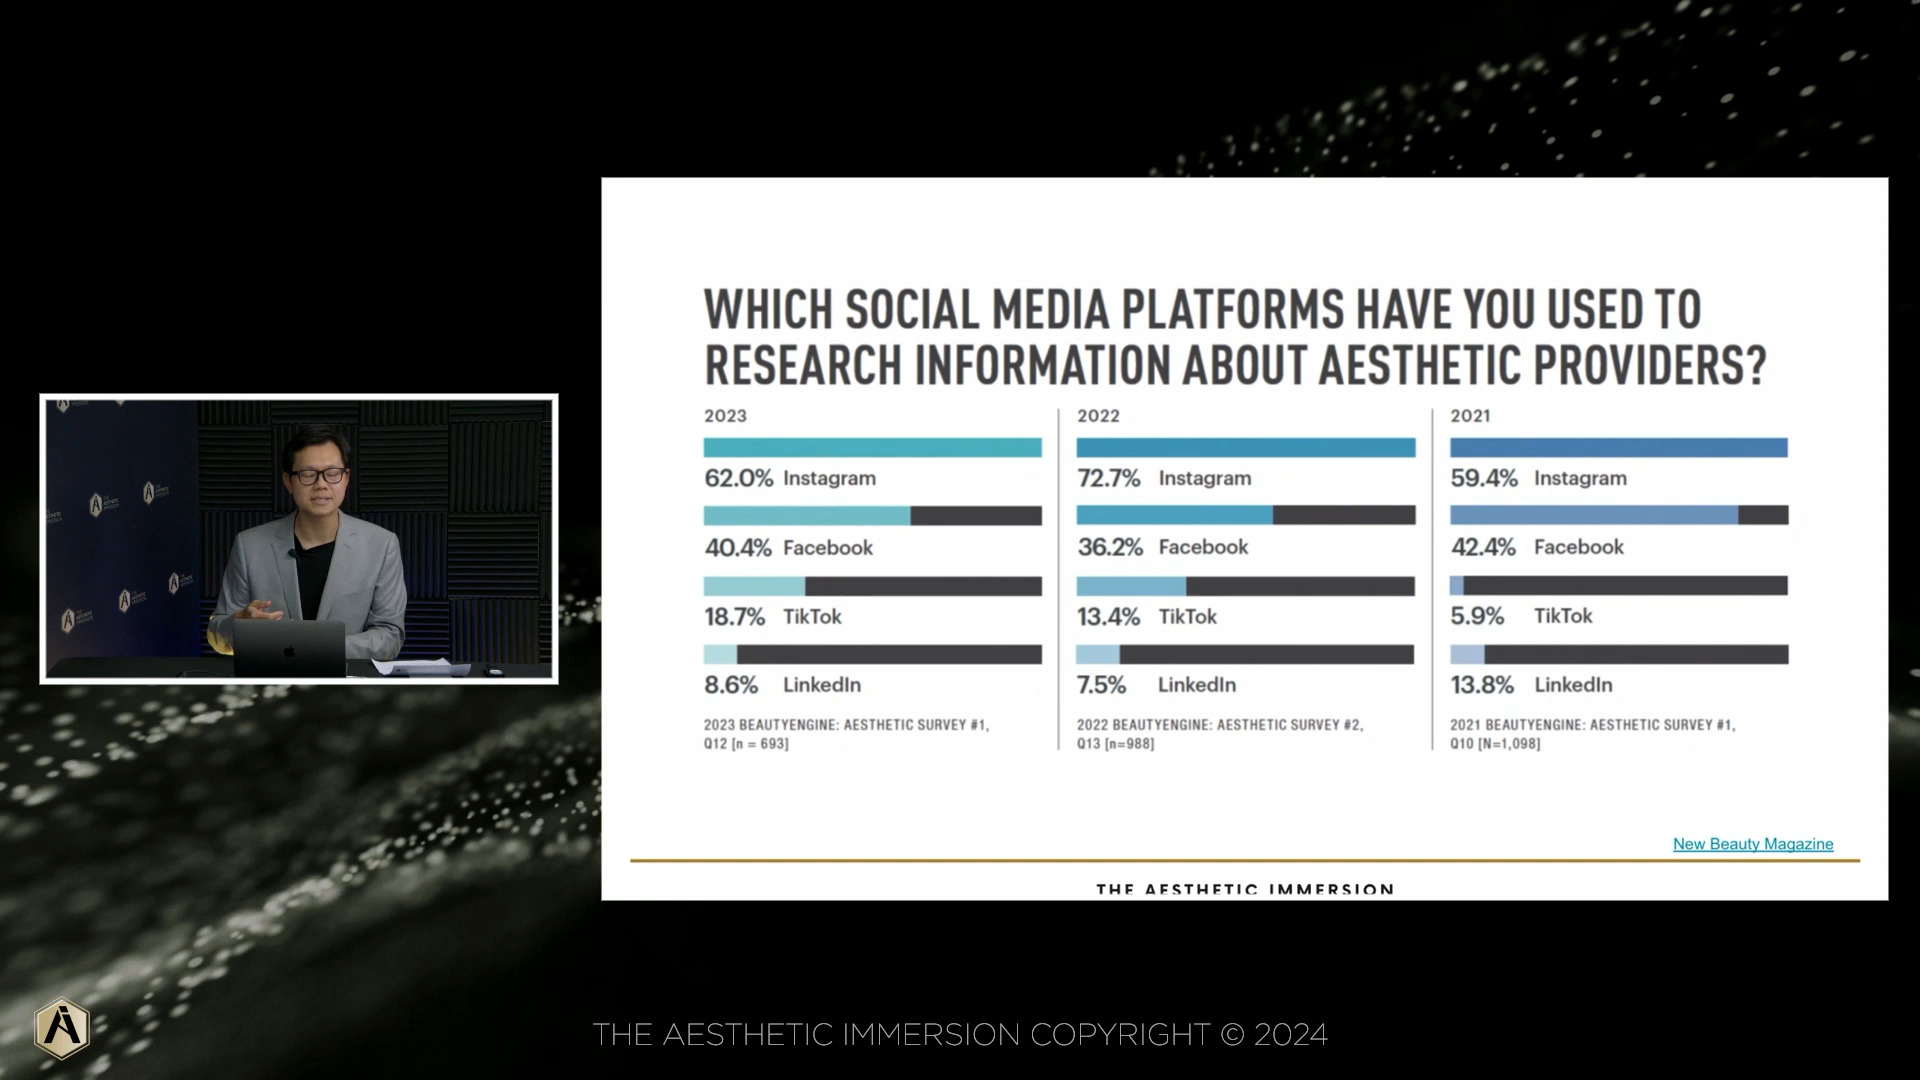 WHICH SOCIAL MEDIA PLATFORMS HAVE YOU USED TO
RESEARCH INFORMATION ABOUT AESTHETIC PROVIDERS?
2023
62.0% Instagram
40.4% Facebook
18.7% TikTok
8.6% LinkedIn
2023 BEAUTYENGINE: AESTHETIC SURVEY #1,
Q12 [n = 693]
2022
72.7% Instagram
36.2% Facebook
13.4% TikTok
7.5% LinkedIn
2022 BEAUTYENGINE: AESTHETIC SURVEY #2,
Q13 [n=988]
2021
59.4% Instagram
42.4% Facebook
5.9% TikTok
13.8% LinkedIn
2021 BEAUTYENGINE: AESTHETIC SURVEY #1,
Q10 [N=1,098]
New Beauty Magazine
THE AESTHETIC IMMERSION
THE AESTHETIC IMMERSION COPYRIGHT © 2024